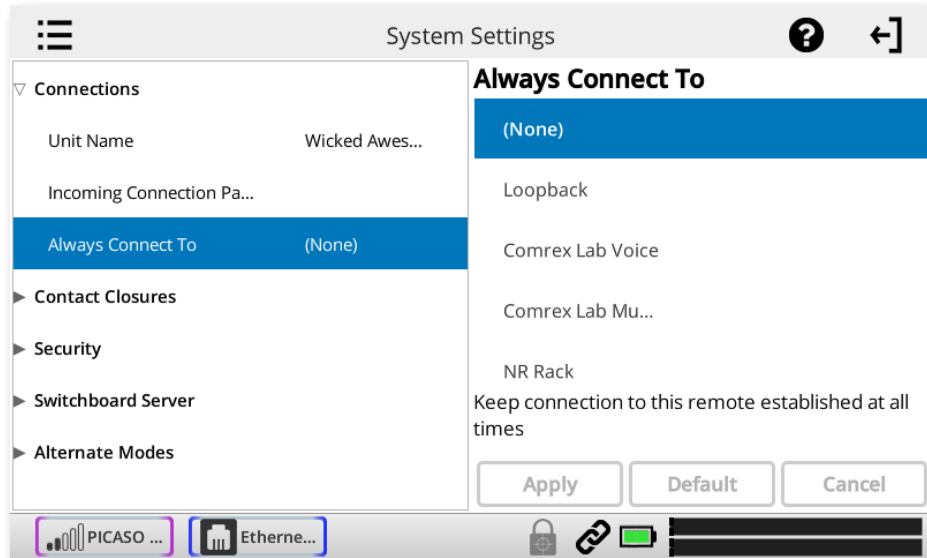 System Settings
Connections
Unit Name Wicked Awes...
Incoming Connection Pa...
Always Connect To (None)
Contact Closures
Security
Switchboard Server
Alternate Modes
Always Connect To
(None)
Loopback
Comrex Lab Voice
Comrex Lab Mu...
NR Rack
Keep connection to this remote established at all
times
Apply Default Cancel
PICASO ... Etherne...